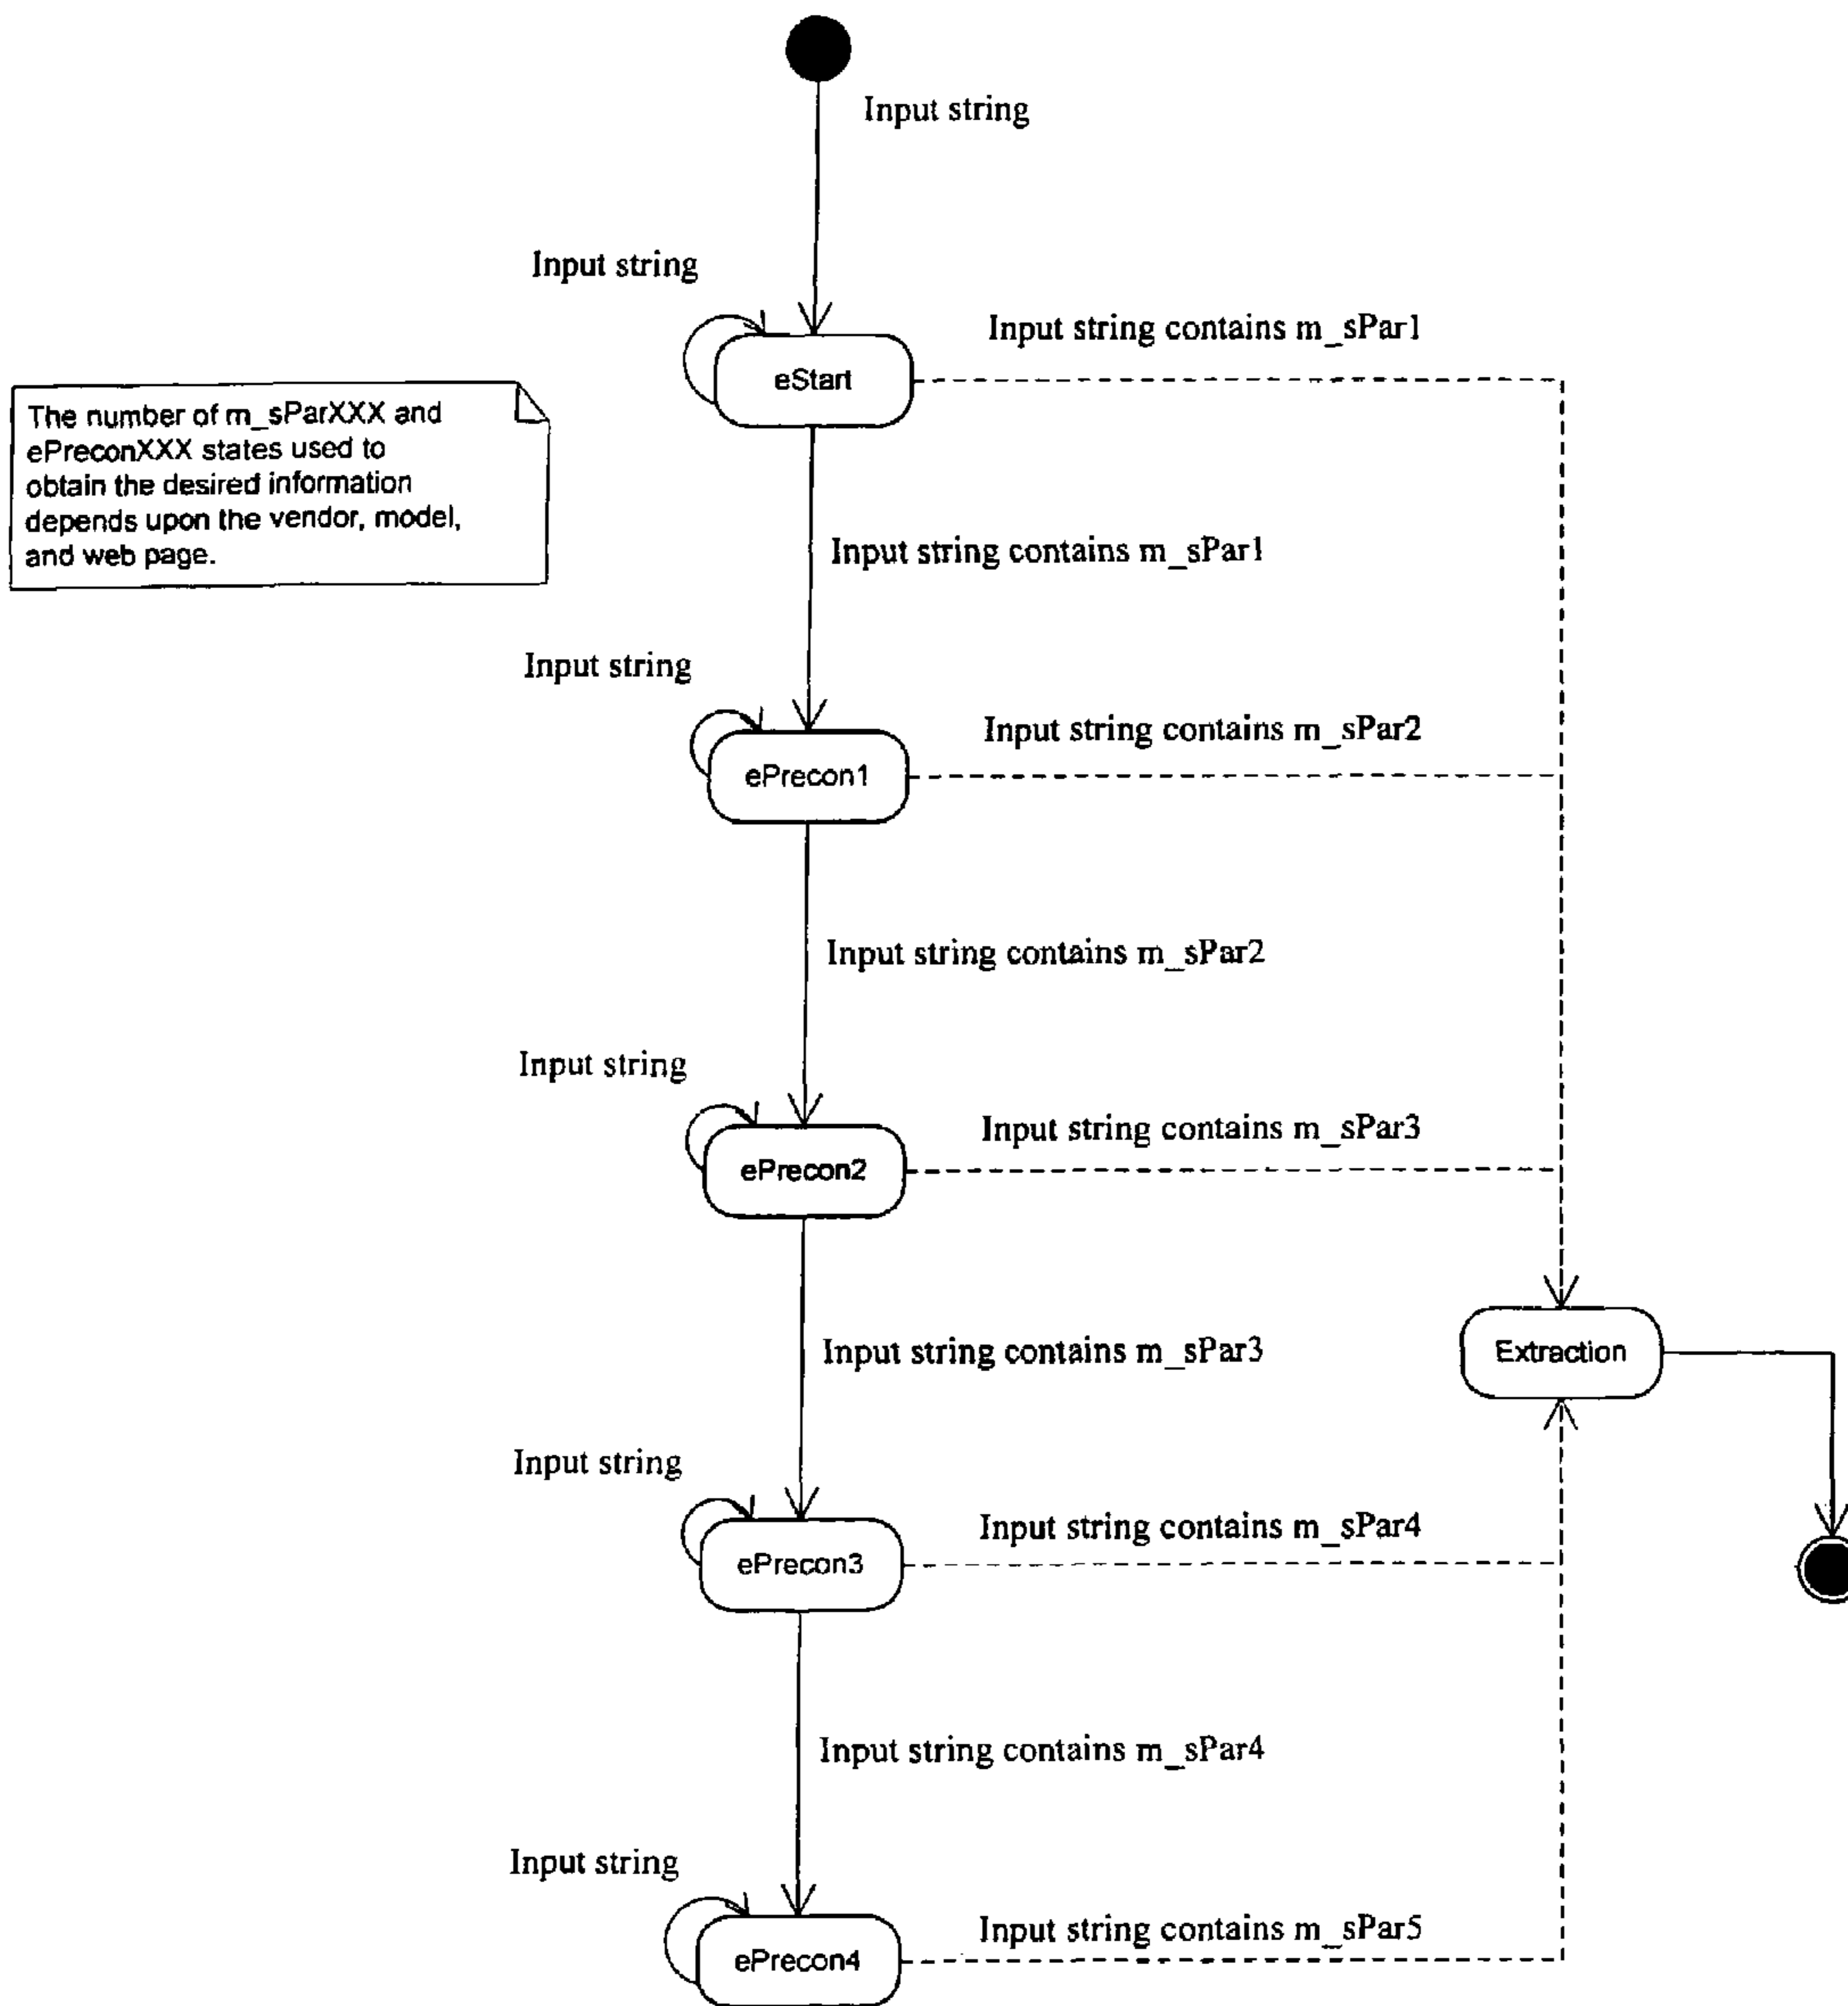 Input string
Input string
Input string contains m_sPar1
eStart
The number of m_sParXXX and
ePreconXXX states used to
obtain the desired information
depends upon the vendor, model,
and web page.
Input string contains m_sPar1
Input string
Input string contains m_sPar2
ePrecon1
Input string contains m_sPar2
Input string
Input string contains m_sPar3
ePrecon2
Input string contains m_sPar3
Extraction
Input string
Input string contains m_sPar4
ePrecon3
Input string contains m_sPar4
Input string
Input string contains m_sPar5
ePrecon4